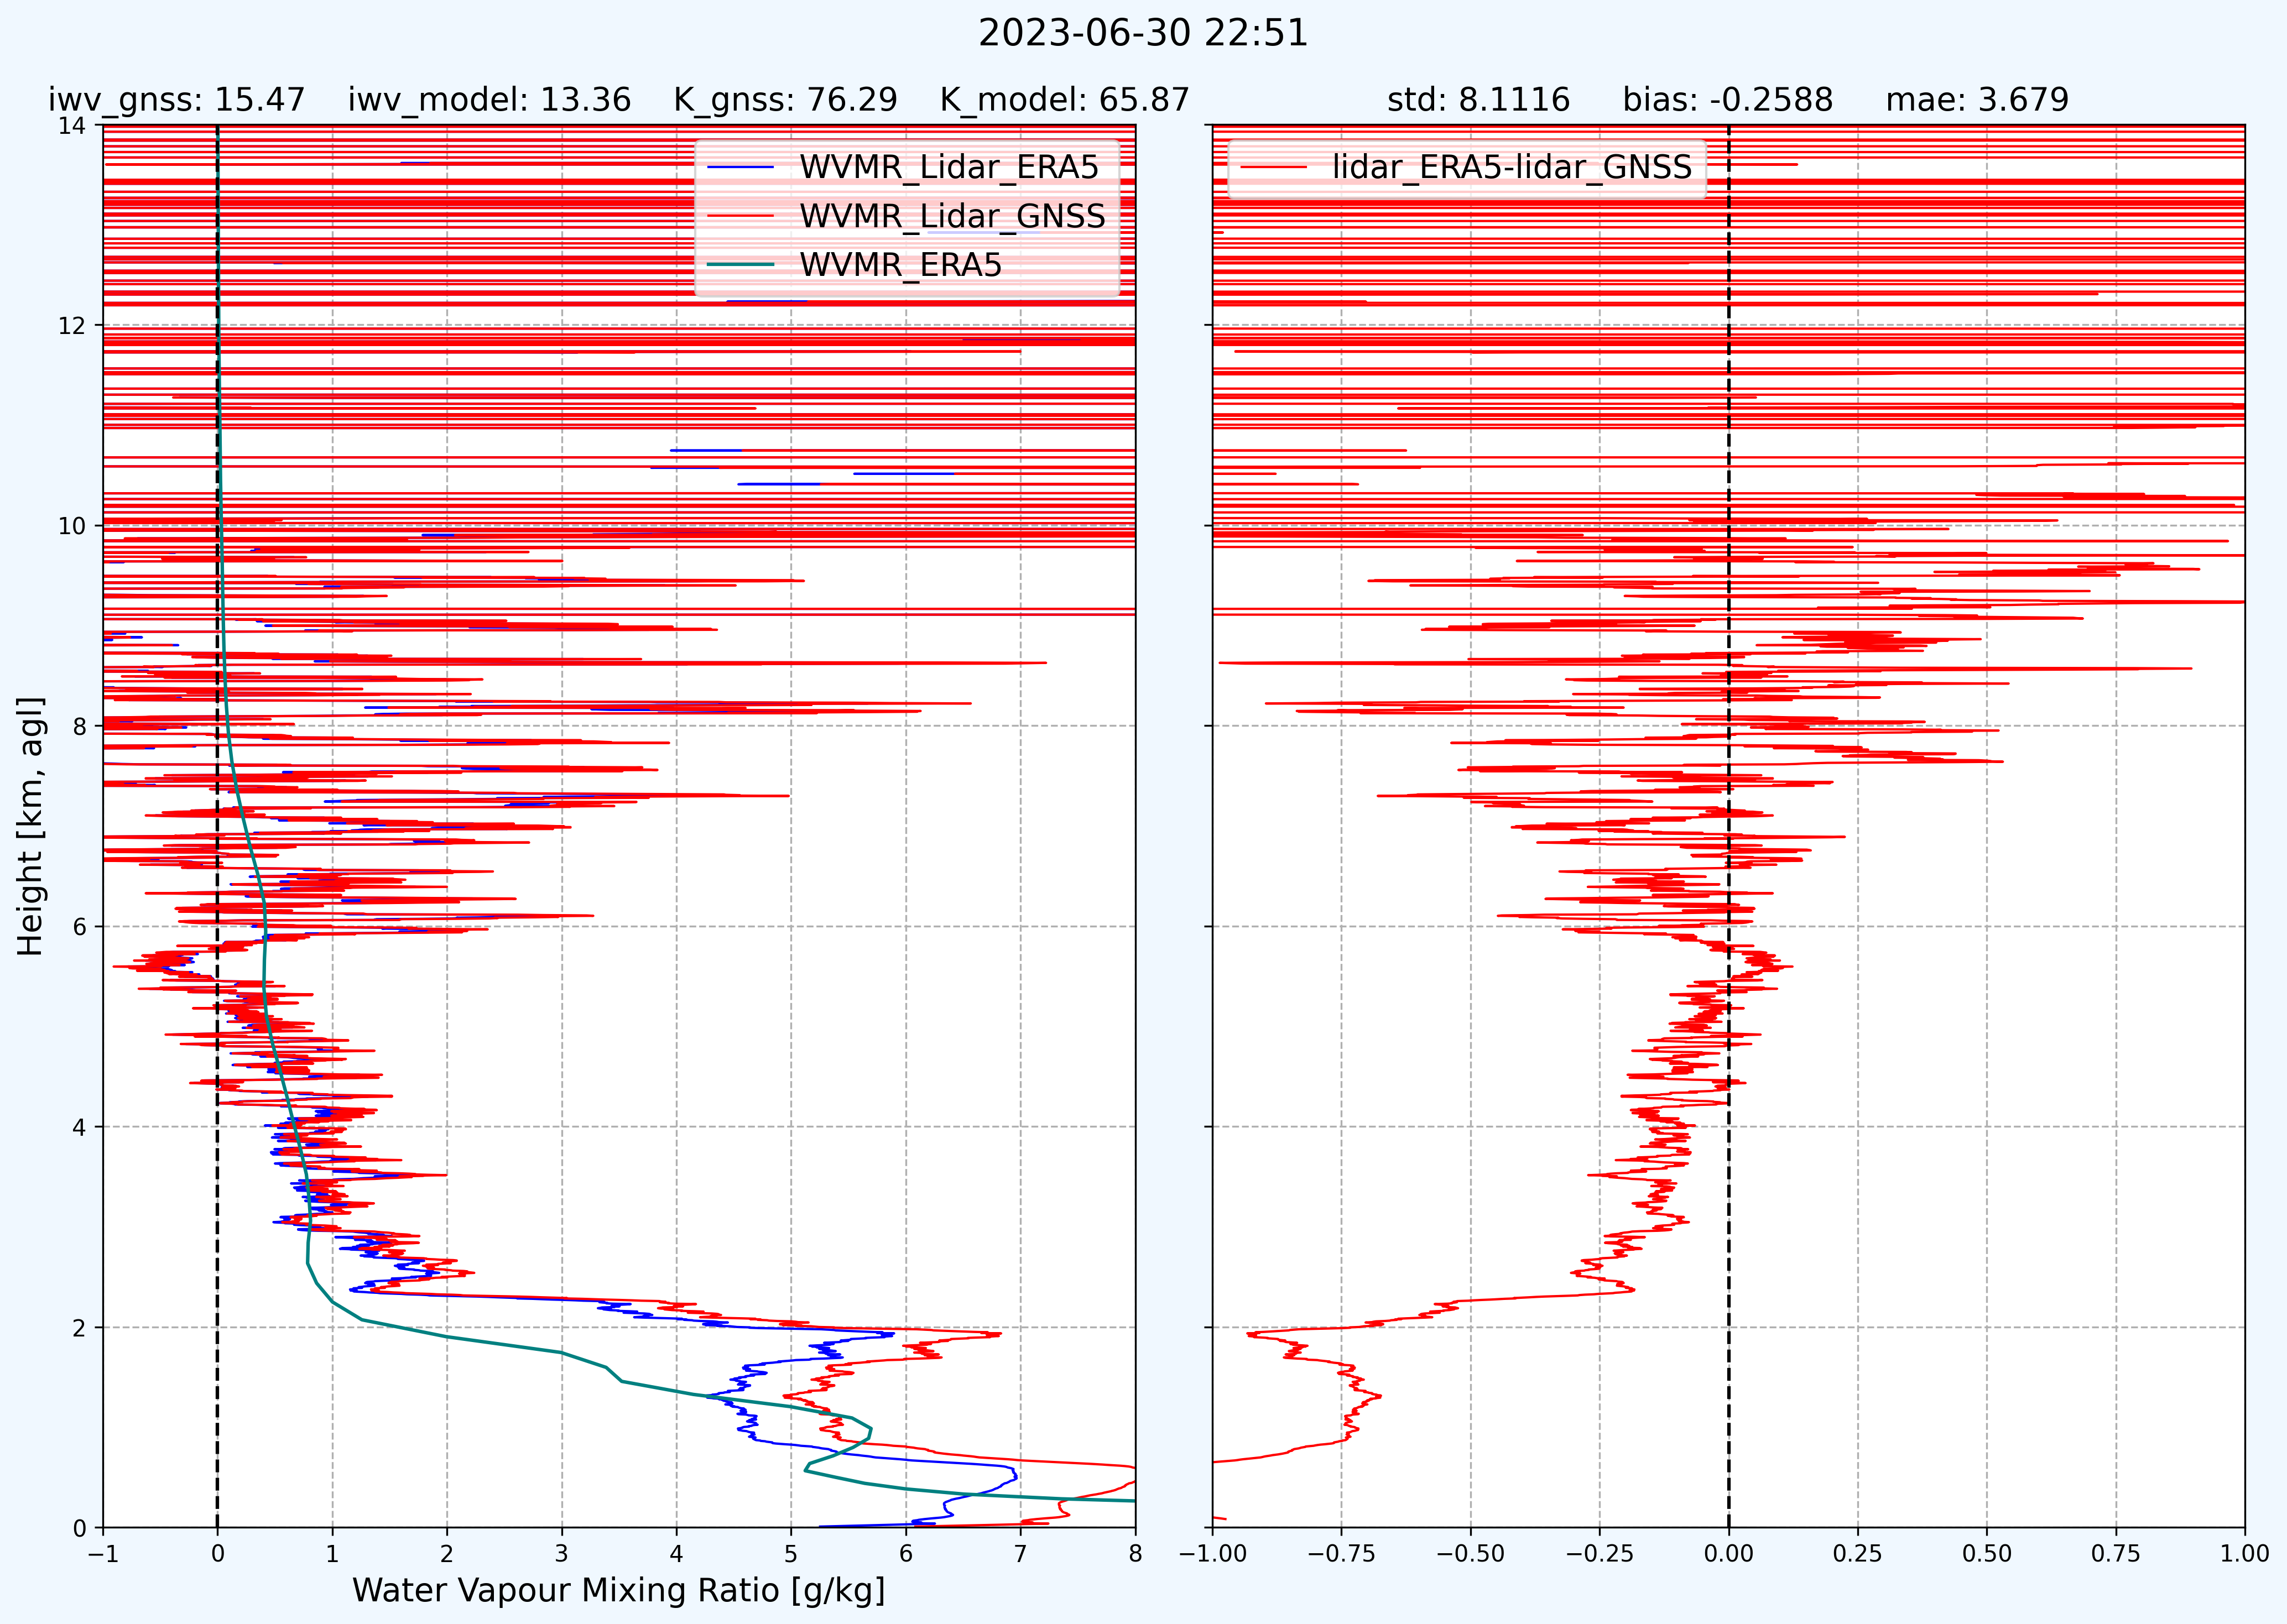 2023-06-30 22:51
iwv_gnss: 15.47 iwv_model: 13.36 K_gnss: 76.29 K_model: 65.87
std: 8.1116 bias: -0.2588 mae: 3.679
WVMR_Lidar_ERA5
WVMR_Lidar_GNSS
WVMR_ERA5
lidar_ERA5-lidar_GNSS
14
12
10
8
6
4
2
0
Height [km, agl]
−1 0 1 2 3 4 5 6 7 8
Water Vapour Mixing Ratio [g/kg]
−1.00 −0.75 −0.50 −0.25 0.00 0.25 0.50 0.75 1.00